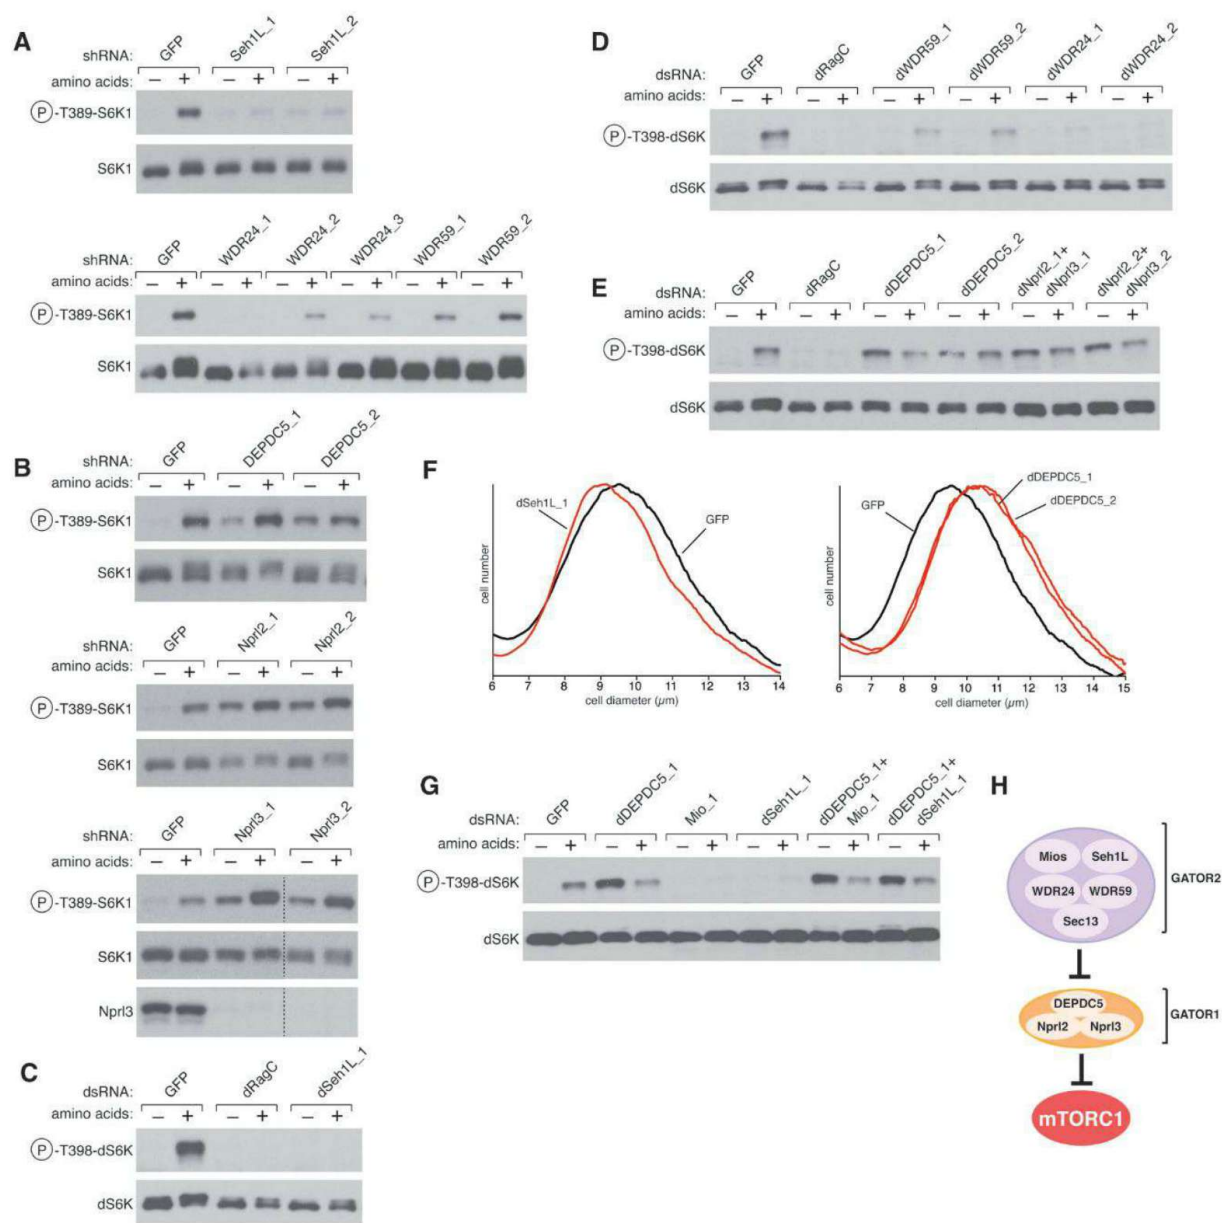 A
shRNA: GFP Seh1L_1 Seh1L_2
amino acids: – + – + – +
P-T389-S6K1
S6K1
shRNA: GFP WDR24_1 WDR24_2 WDR24_3 WDR59_1 WDR59_2
amino acids: – + – + – + – + – + – +
P-T389-S6K1
S6K1
B
shRNA: GFP DEPDC5_1 DEPDC5_2
amino acids: – + – + – +
P-T389-S6K1
S6K1
shRNA: GFP Nprl2_1 Nprl2_2
amino acids: – + – + – +
P-T389-S6K1
S6K1
shRNA: GFP Nprl3_1 Nprl3_2
amino acids: – + – + – +
P-T389-S6K1
S6K1
Nprl3
C
dsRNA: GFP dRagC dSeh1L_1
amino acids: – + – + – +
P-T398-dS6K
dS6K
D
dsRNA: GFP dRagC dWDR59_1 dWDR59_2 dWDR24_1 dWDR24_2
amino acids: – + – + – + – + – + – +
P-T398-dS6K
dS6K
E
dsRNA: GFP dRagC dDEPDC5_1 dDEPDC5_2 dNprl2_1+ dNprl3_1 dNprl2_2+ dNprl3_2
amino acids: – + – + – + – + – + – +
P-T398-dS6K
dS6K
F
dSeh1L_1
GFP
cell number
6 7 8 9 10 11 12 13 14
cell diameter (µm)
GFP
dDEPDC5_1
dDEPDC5_2
cell number
6 7 8 9 10 11 12 13 14 15
cell diameter (µm)
G
dsRNA: GFP dDEPDC5_1 Mio_1 dSeh1L_1 dDEPDC5_1+ Mio_1 dDEPDC5_1+ dSeh1L_1
amino acids: – + – + – + – + – + – +
P-T398-dS6K
dS6K
H
Mios Seh1L
WDR24 WDR59
Sec13
GATOR2
DEPDC5
Nprl2 Nprl3
GATOR1
mTORC1